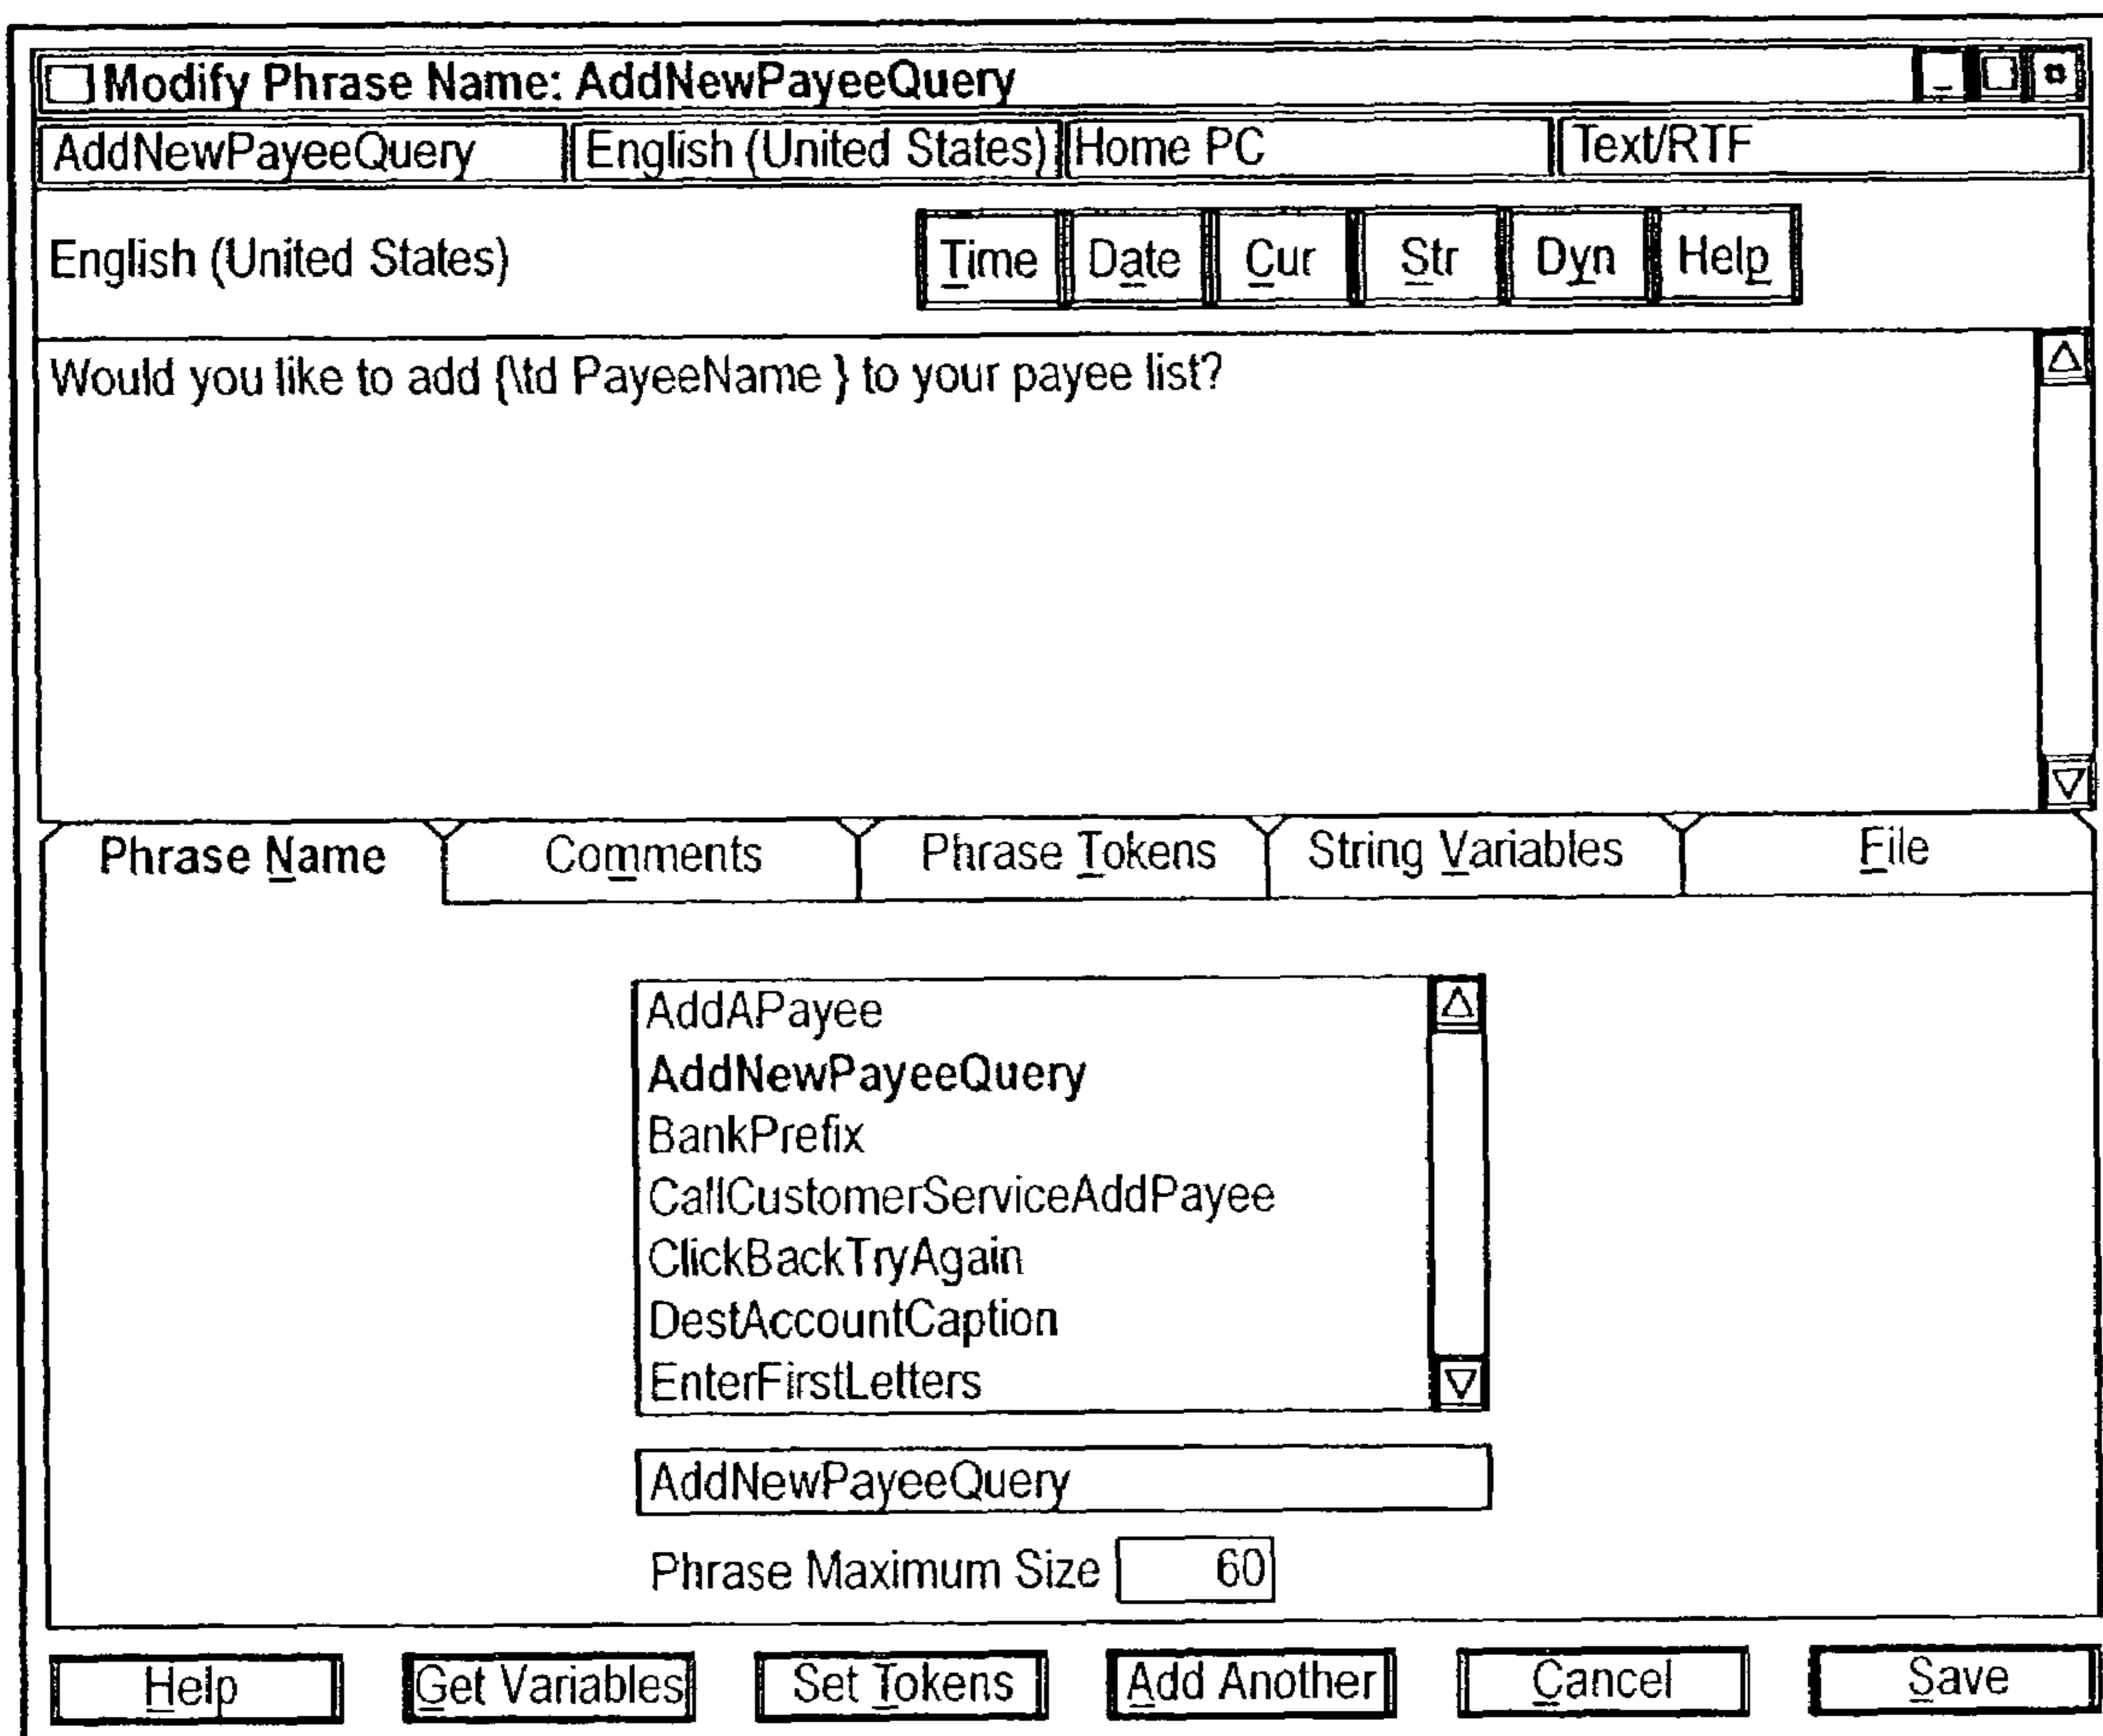 Modify Phrase Name: AddNewPayeeQuery
AddNewPayeeQuery English (United States) Home PC Text/RTF
English (United States) Time Date Cur Str Dyn Help
Would you like to add {\td PayeeName } to your payee list?
Phrase Name Comments Phrase Tokens String Variables File
AddAPayee
AddNewPayeeQuery
BankPrefix
CallCustomerServiceAddPayee
ClickBackTryAgain
DestAccountCaption
EnterFirstLetters
AddNewPayeeQuery
Phrase Maximum Size 60
Help Get Variables Set Tokens Add Another Cancel Save